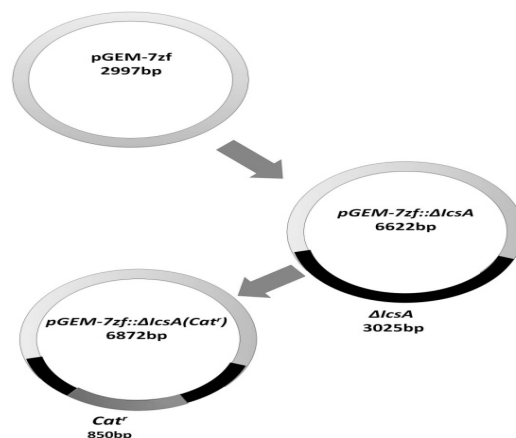 pGEM-7zf
2997bp
pGEM-7zf::ΔIcsA
6622bp
ΔIcsA
3025bp
pGEM-7zf::ΔIcsA(Catʳ)
6872bp
Catʳ
850bp